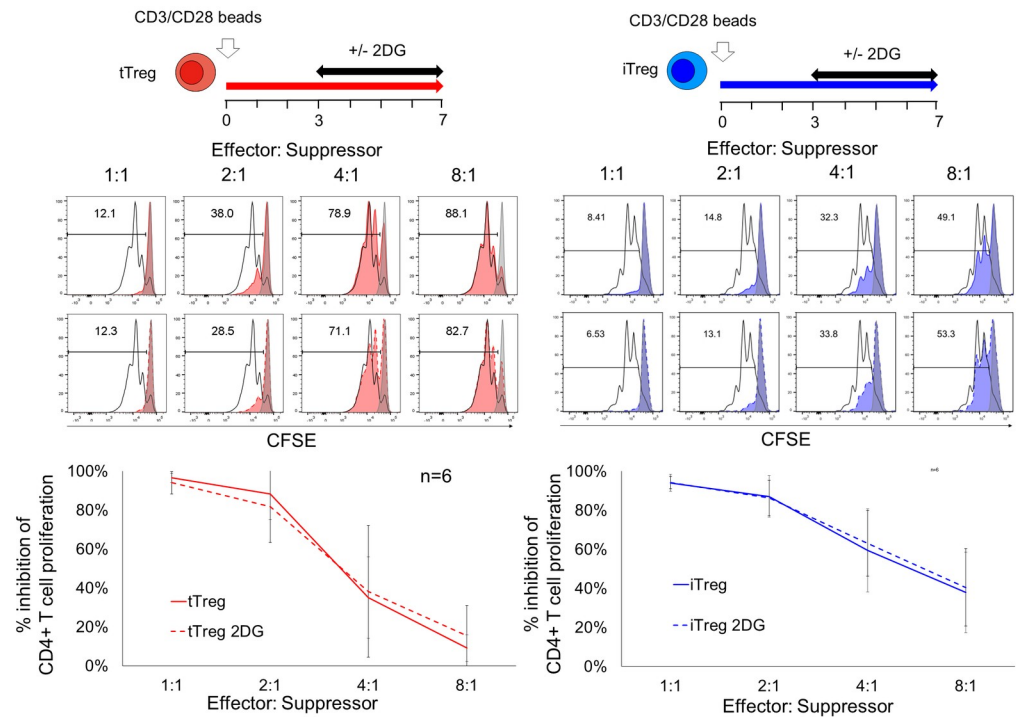 CD3/CD28 beads
+/- 2DG
tTreg
0 3 7
Effector: Suppressor
1:1 2:1 4:1 8:1
12.1 38.0 78.9 88.1
12.3 28.5 71.1 82.7
CFSE
100%
80%
60%
40%
20%
0%
% inhibition of
CD4+ T cell proliferation
n=6
tTreg
tTreg 2DG
1:1 2:1 4:1 8:1
Effector: Suppressor
CD3/CD28 beads
+/- 2DG
iTreg
0 3 7
Effector: Suppressor
1:1 2:1 4:1 8:1
8.41 14.8 32.3 49.1
6.53 13.1 33.8 53.3
CFSE
100%
80%
60%
40%
20%
0%
% inhibition of
CD4+ T cell proliferation
n=6
iTreg
iTreg 2DG
1:1 2:1 4:1 8:1
Effector: Suppressor